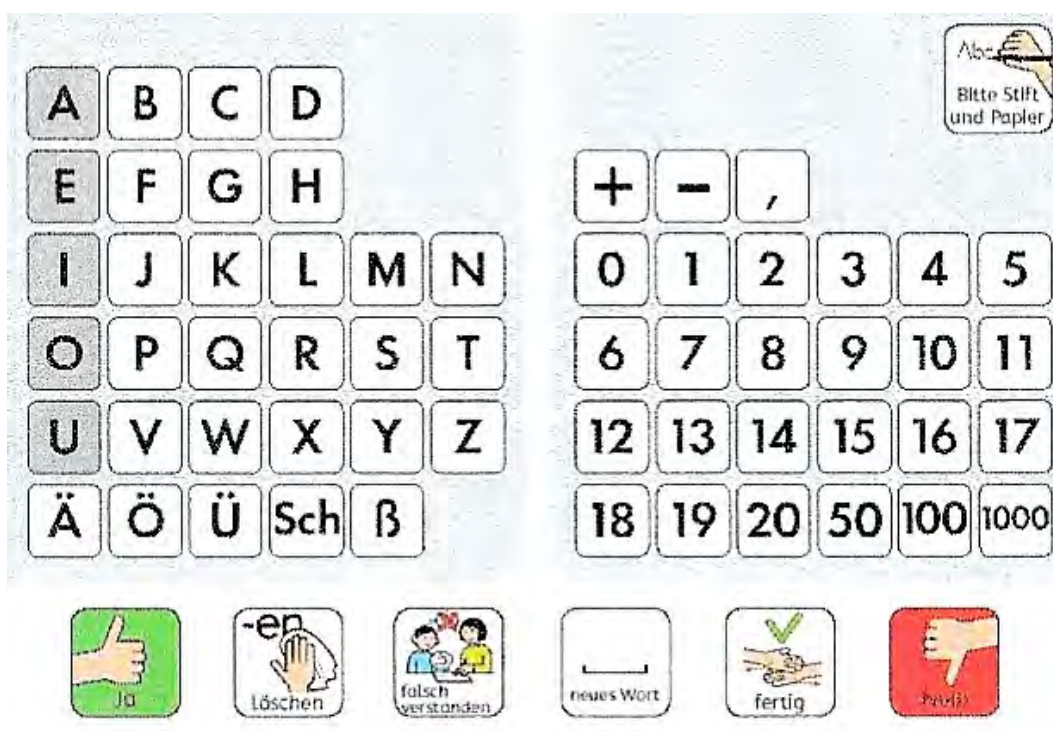 Abc
Bitte Stift
und Papier
A B C D
E F G H
+ − ,
I J K L M N
0 1 2 3 4 5
O P Q R S T
6 7 8 9 10 11
U V W X Y Z
12 13 14 15 16 17
Ä Ö Ü Sch ß
18 19 20 50 100 1000
Ja
-en
Löschen
falsch
verstanden
neues Wort
fertig
Nein